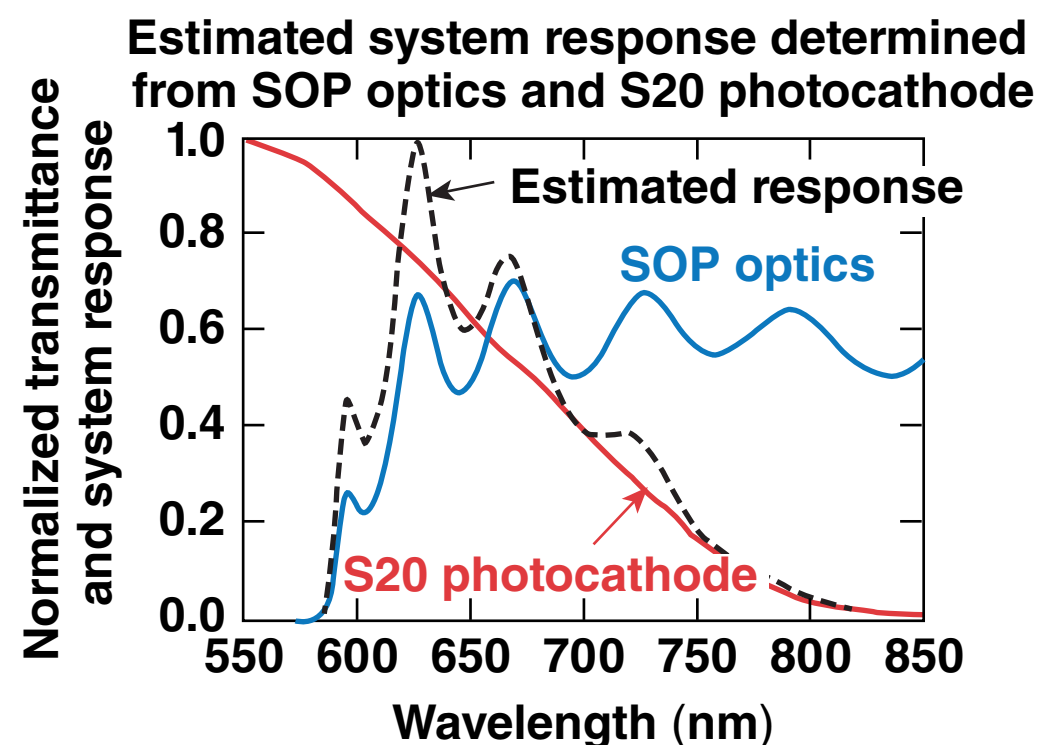 Estimated system response determined
from SOP optics and S20 photocathode
Normalized transmittance
and system response
1.0
0.8
0.6
0.4
0.2
0.0
Estimated response
SOP optics
S20 photocathode
550 600 650 700 750 800 850
Wavelength (nm)